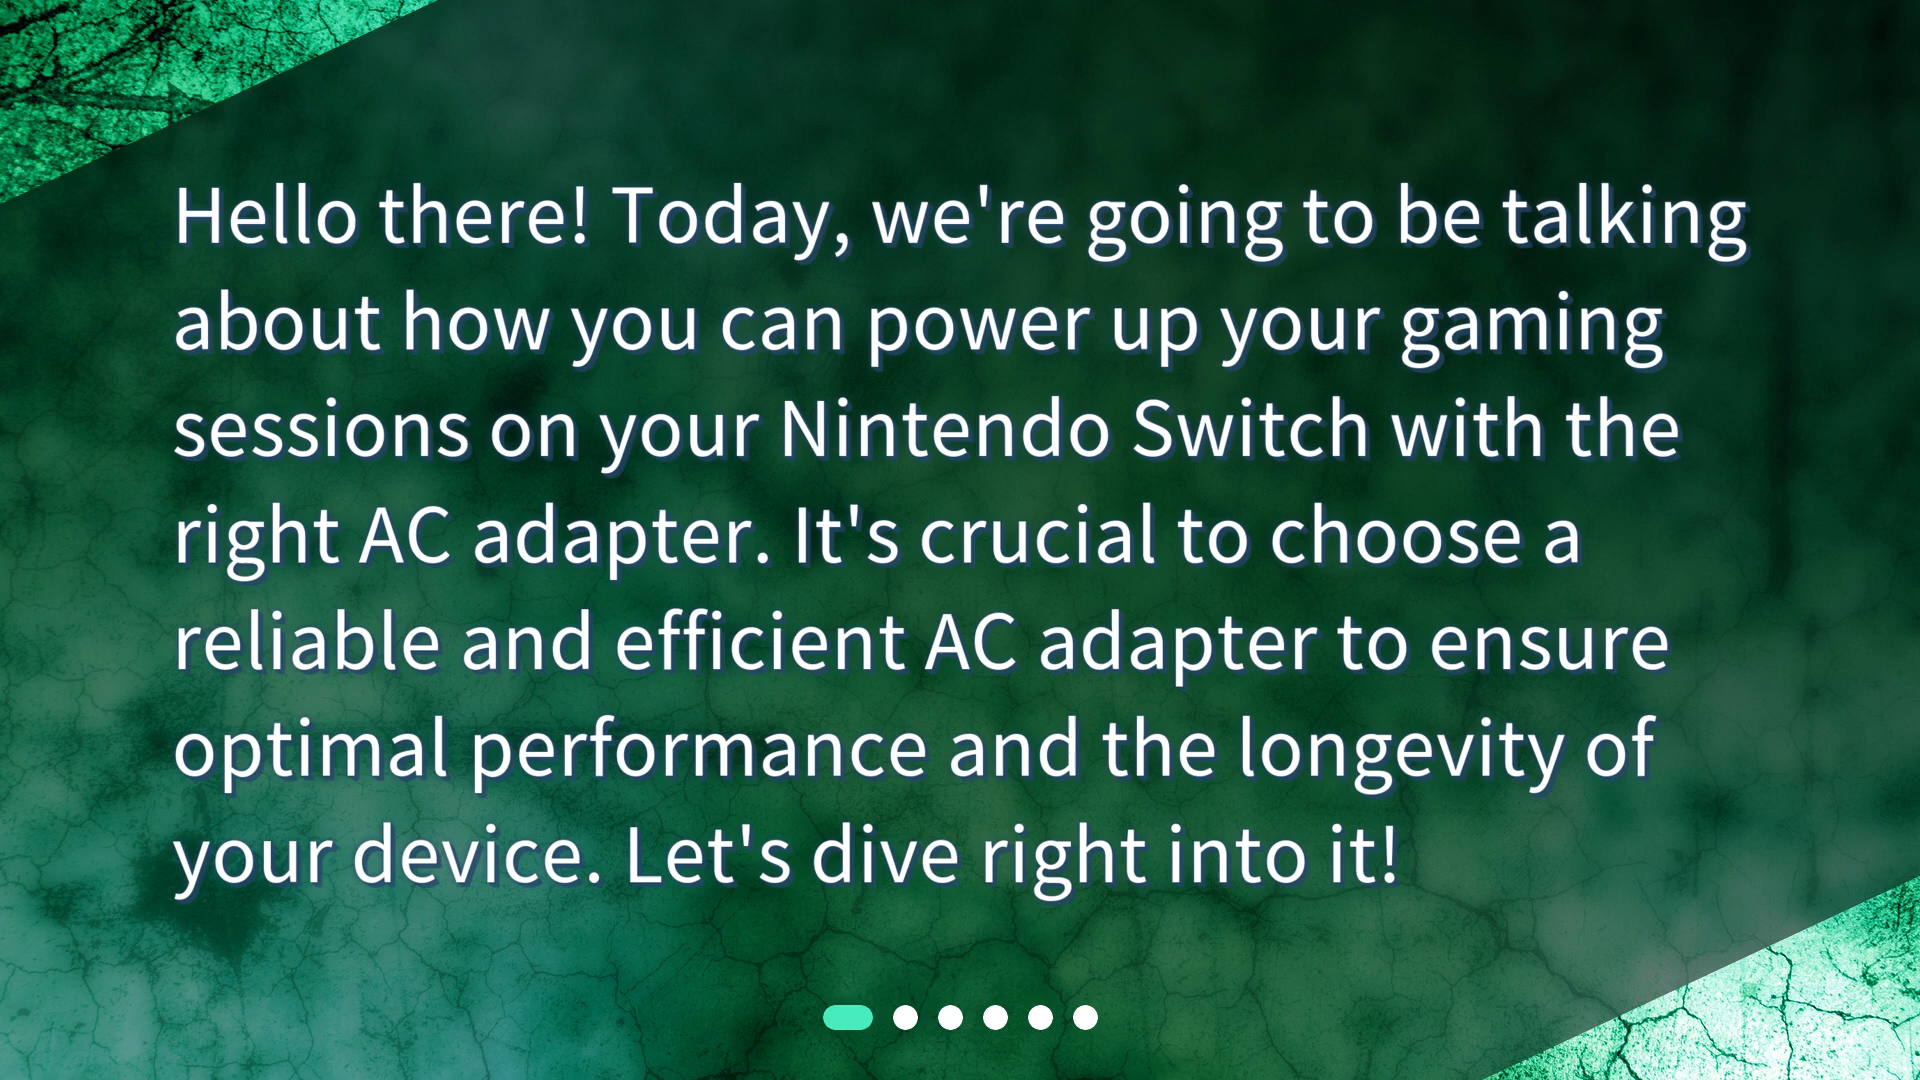 Hello there! Today, we're going to be talking
about how you can power up your gaming
sessions on your Nintendo Switch with the
right AC adapter. It's crucial to choose a
reliable and efficient AC adapter to ensure
optimal performance and the longevity of
your device. Let's dive right into it!